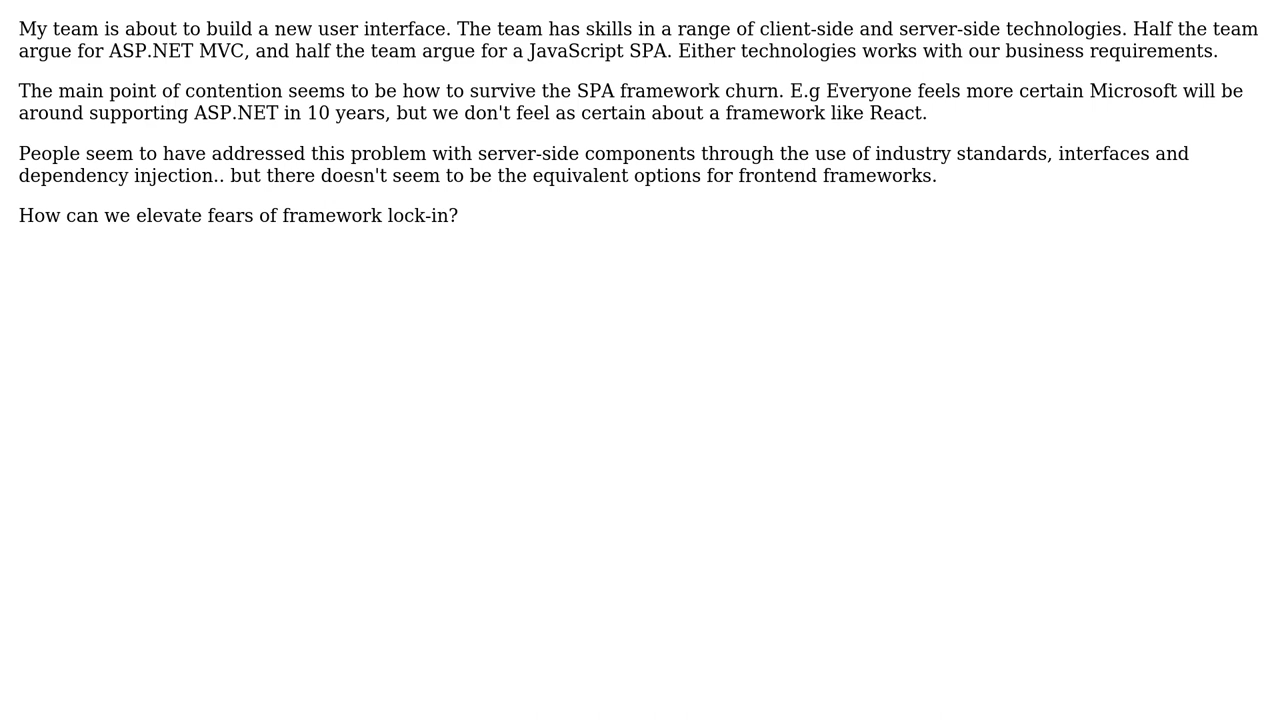 My team is about to build a new user interface. The team has skills in a range of client-side and server-side technologies. Half the team
argue for ASP.NET MVC, and half the team argue for a JavaScript SPA. Either technologies works with our business requirements.
The main point of contention seems to be how to survive the SPA framework churn. E.g Everyone feels more certain Microsoft will be
around supporting ASP.NET in 10 years, but we don't feel as certain about a framework like React.
People seem to have addressed this problem with server-side components through the use of industry standards, interfaces and
dependency injection.. but there doesn't seem to be the equivalent options for frontend frameworks.
How can we elevate fears of framework lock-in?